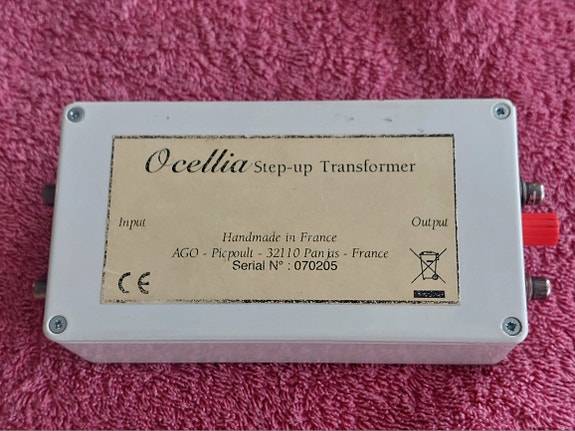 Ocellia Step-up Transformer
Input Output
Handmade in France
AGO - Picpoult - 32110 Panjas - France
Serial N° : 070205
CE